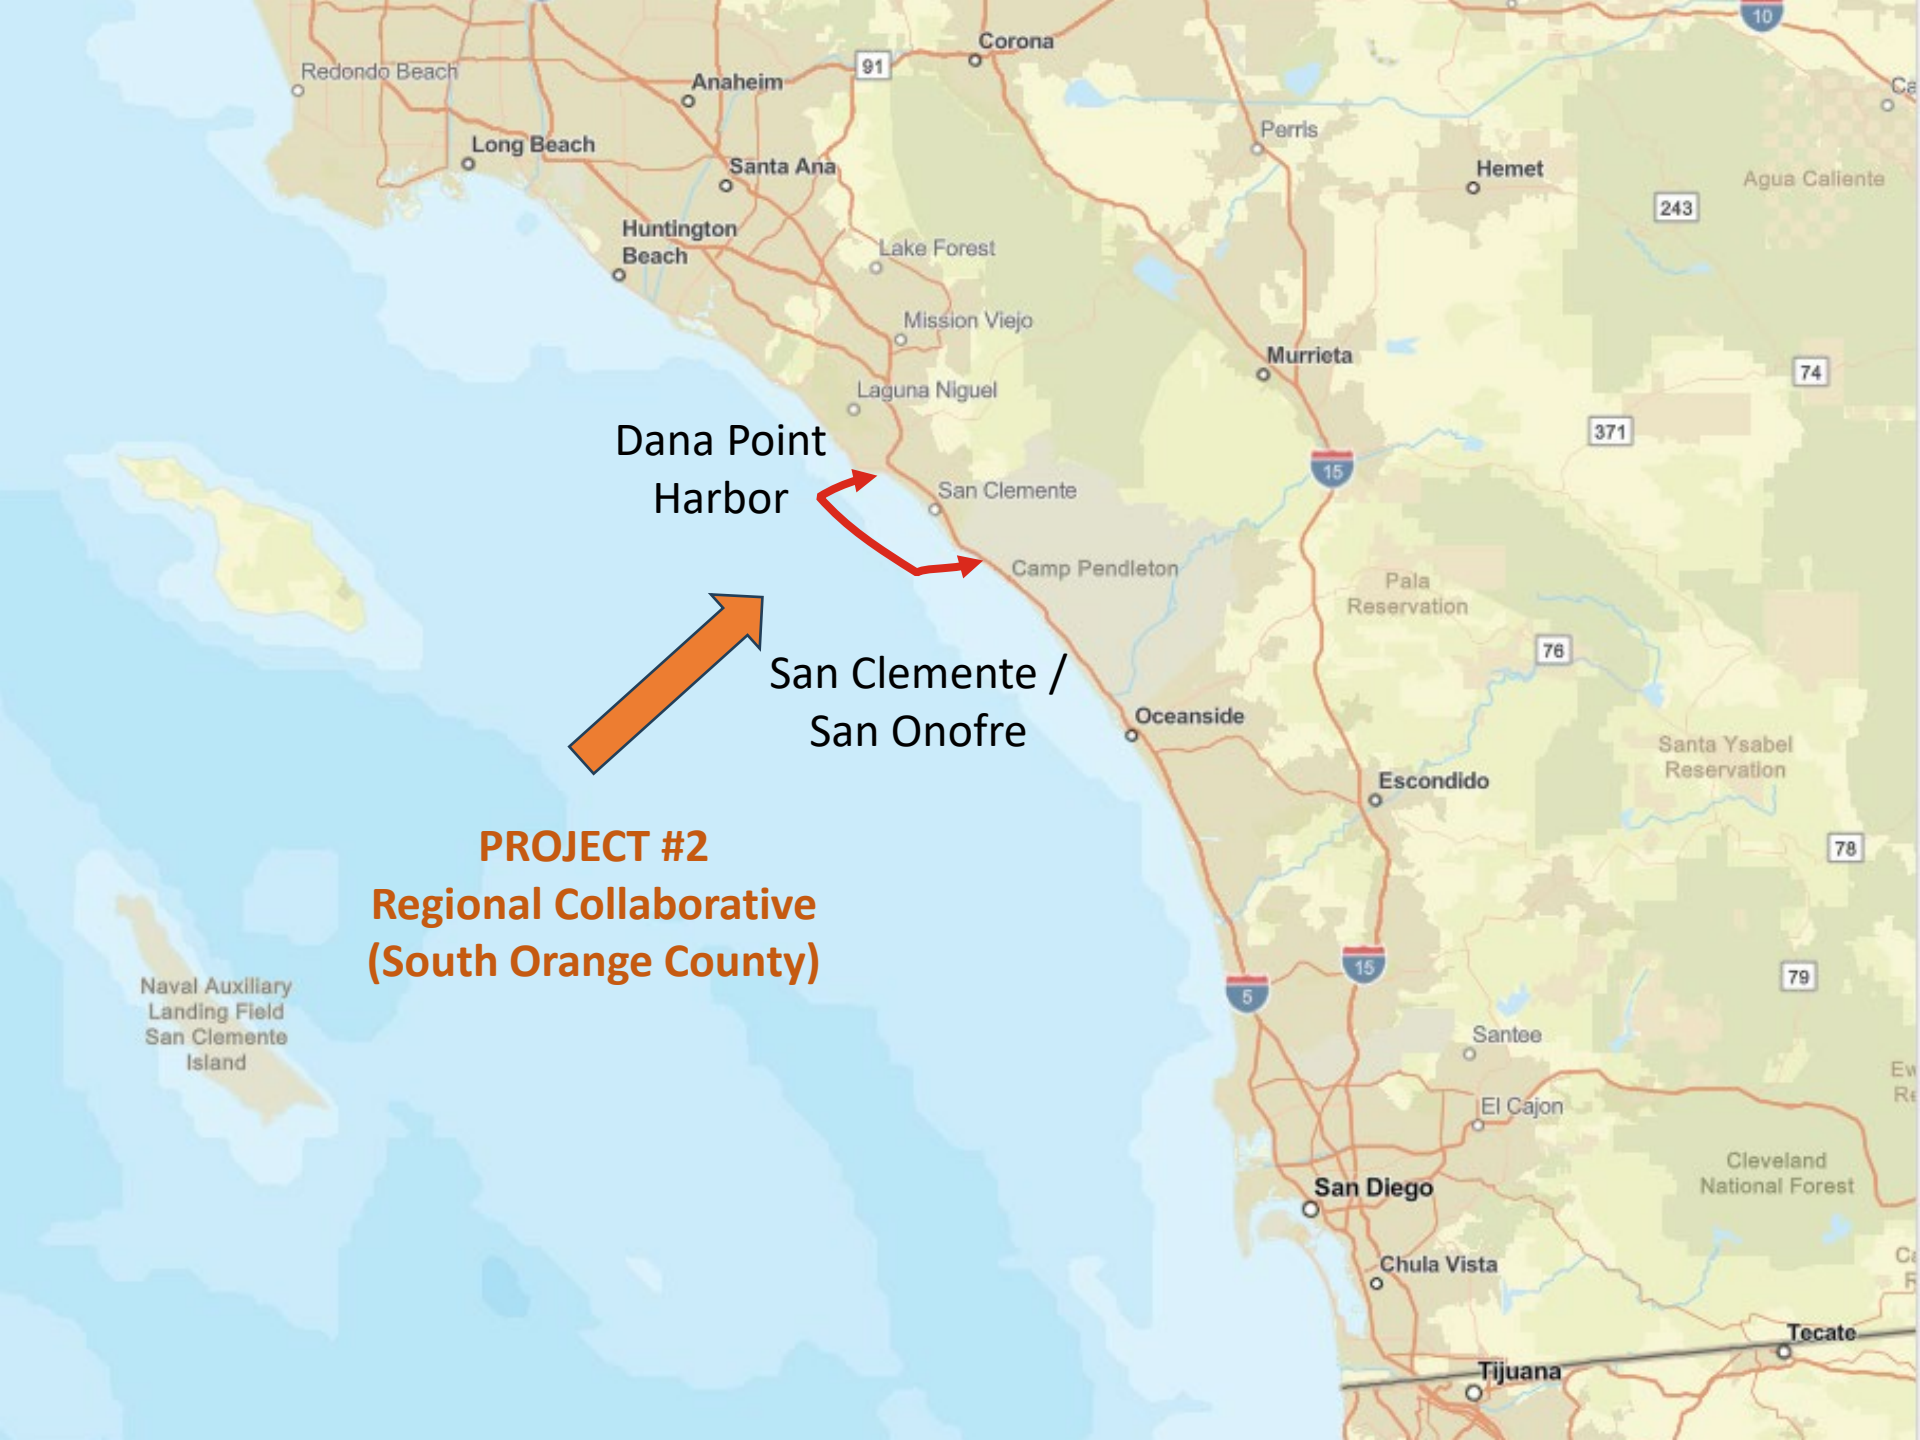 10
Corona
91
Redondo Beach
Anaheim
Ca
Perris
Long Beach
Santa Ana
Hemet
Agua Caliente
243
Huntington
Beach
Lake Forest
Mission Viejo
Murrieta
74
Laguna Niguel
371
Dana Point
Harbor
15
San Clemente
Camp Pendleton
Pala
Reservation
76
San Clemente /
San Onofre
Oceanside
Santa Ysabel
Reservation
Escondido
PROJECT #2
Regional Collaborative
(South Orange County)
78
15
5
79
Naval Auxiliary
Landing Field
San Clemente
Island
Santee
Ew
Re
El Cajon
Cleveland
National Forest
San Diego
Chula Vista
Ca
R
Tecate
Tijuana